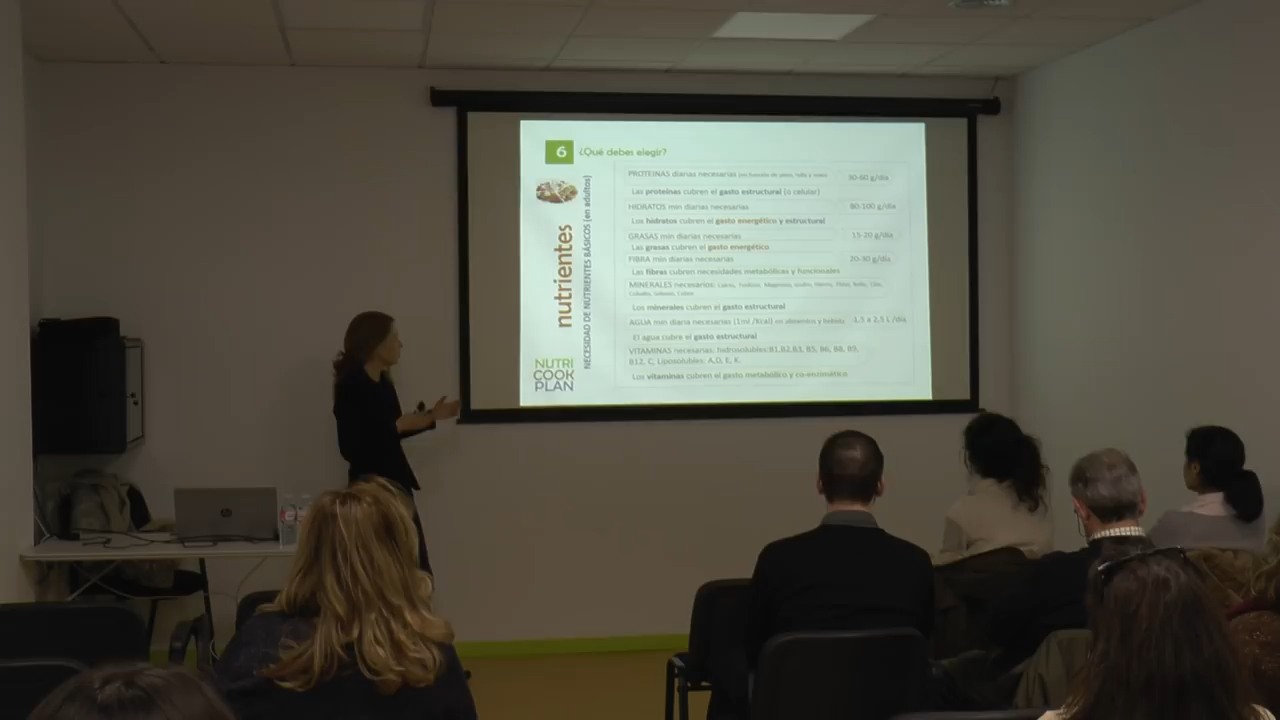 6 ¿Qué debes elegir?
nutrientes
NECESIDAD DE NUTRIENTES BÁSICOS (en adultos)
NUTRI
COOK
PLAN
PROTEINAS diarias necesarias
Las proteínas cubren el gasto estructural (o celular)
HIDRATOS min diarias necesarias 80-100 g/día
Los hidratos cubren el gasto energético y estructural
GRASAS min diarias necesarias 15-20 g/día
Las grasas cubren el gasto energético
FIBRA min diarias necesarias 20-30 g/día
Las fibras cubren necesidades metabólicas y funcionales
MINERALES necesarios:
Los minerales cubren el gasto estructural
AGUA min diaria necesarias (1ml /Kcal) en alimentos y bebida 1,5 a 2,5 L /día
El agua cubre el gasto estructural
VITAMINAS necesarias: hidrosolubles:B1,B2,B3, B5, B6, B8, B9,
B12, C, Liposolubles: A,D, E, K.
Los vitaminas cubren el gasto metabólico y co-enzimático